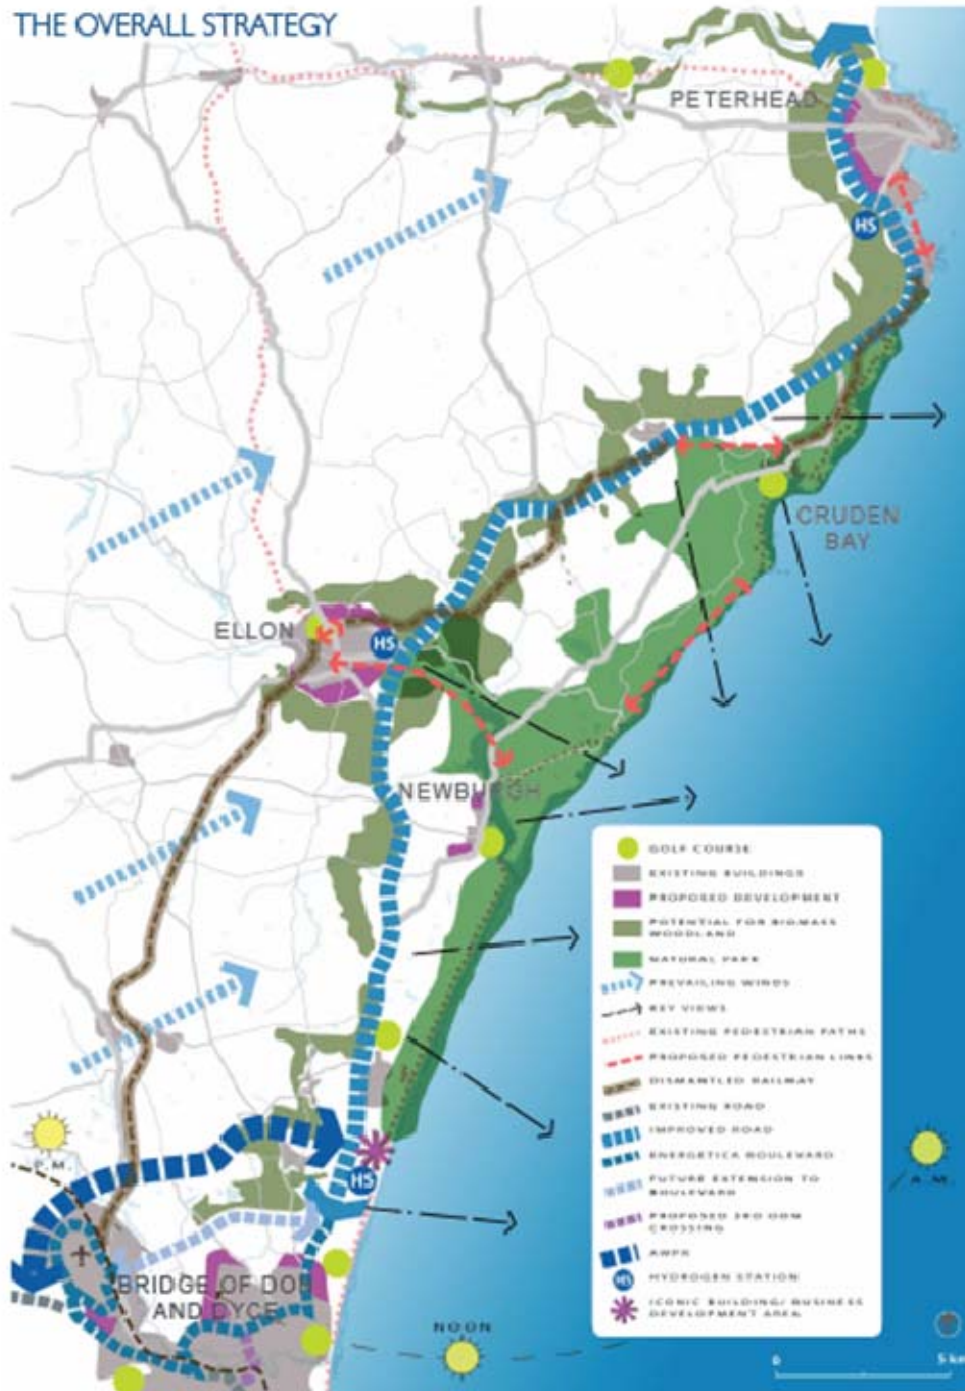 THE OVERALL STRATEGY
PETERHEAD
HS
CRUDEN
BAY
ELLON
HS
NEWBURGH
GOLF COURSE
EXISTING BUILDINGS
PROPOSED DEVELOPMENT
POTENTIAL FOR BIOMASS
WOODLAND
NATURAL PARK
PREVAILING WINDS
KEY VIEWS
EXISTING PEDESTRIAN PATHS
PROPOSED PEDESTRIAN LINKS
DISMANTLED RAILWAY
EXISTING ROAD
IMPROVED ROAD
ENERGETICA BOULEVARD
FUTURE EXTENSION TO
BOULEVARD
PROPOSED 3RD DON
CROSSING
AWPR
HS HYDROGEN STATION
ICONIC BUILDING/BUSINESS
DEVELOPMENT AREA
P.M.
A.M.
HS
BRIDGE OF DON
AND DYCE
NOON
0 5 km